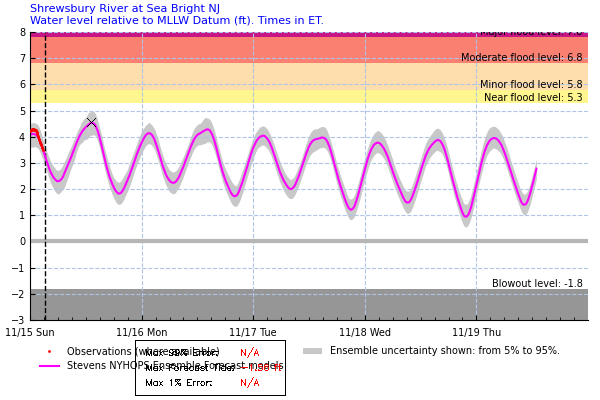 Shrewsbury River at Sea Bright NJ
Water level relative to MLLW Datum (ft). Times in ET.
8
Moderate flood level: 6.8
7
6
Minor flood level: 5.8
Near flood level: 5.3
5
4
3
2
1
0
−1
Blowout level: -1.8
−2
−3
11/15 Sun
11/16 Mon
11/17 Tue
11/18 Wed
11/19 Thu
Observations (where available)
Ensemble uncertainty shown: from 5% to 95%.
Stevens NYHOPS Ensemble Forecast models
Error: N/A
Max Forecast Tide:
Max 1% Error: N/A